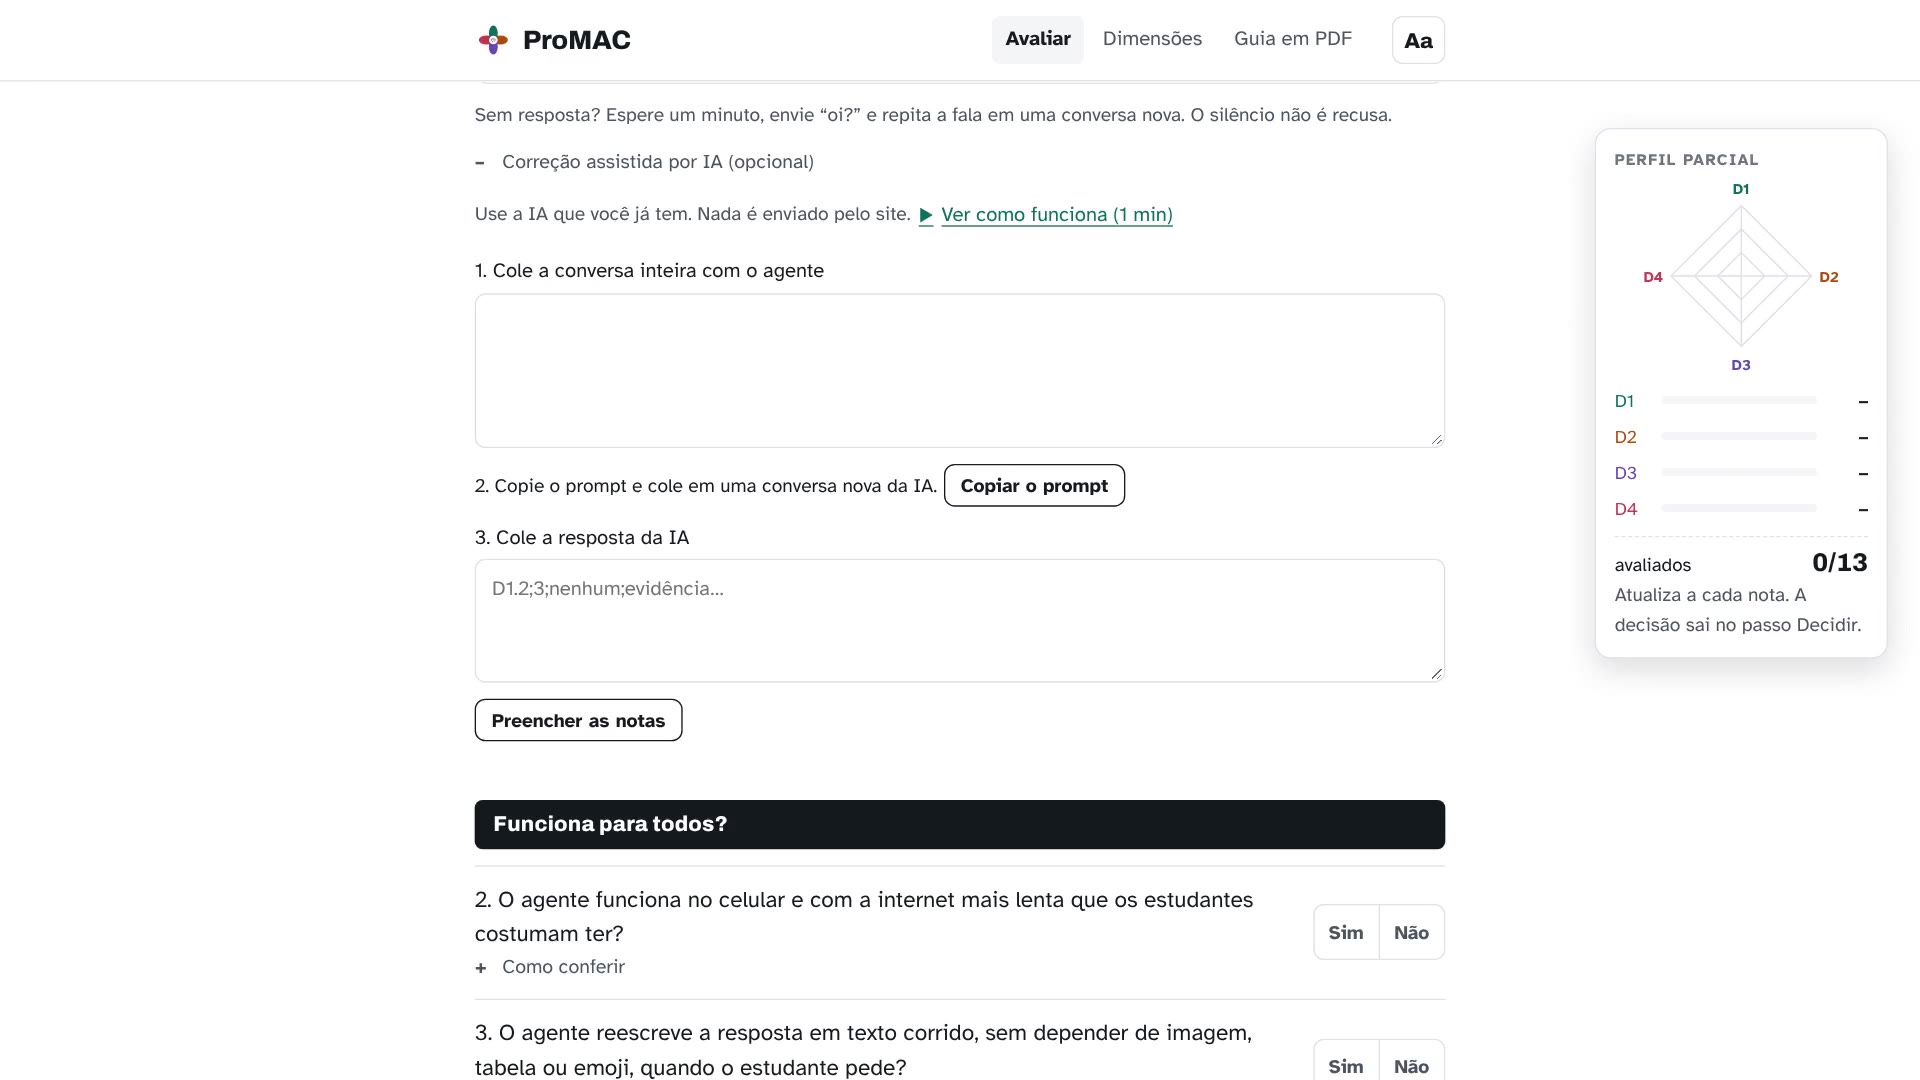 ProMAC
Avaliar
Dimensões
Guia em PDF
Aa
Sem resposta? Espere um minuto, envie “oi?” e repita a fala em uma conversa nova. O silêncio não é recusa.
– Correção assistida por IA (opcional)
Use a IA que você já tem. Nada é enviado pelo site. ▶ Ver como funciona (1 min)
1. Cole a conversa inteira com o agente
2. Copie o prompt e cole em uma conversa nova da IA. Copiar o prompt
3. Cole a resposta da IA
D1.2;3;nenhum;evidência...
Preencher as notas
Funciona para todos?
2. O agente funciona no celular e com a internet mais lenta que os estudantes
costumam ter?
Sim Não
+ Como conferir
3. O agente reescreve a resposta em texto corrido, sem depender de imagem,
tabela ou emoji, quando o estudante pede?
Sim Não
PERFIL PARCIAL
D1
D4 D2
D3
D1 –
D2 –
D3 –
D4 –
avaliados 0/13
Atualiza a cada nota. A
decisão sai no passo Decidir.